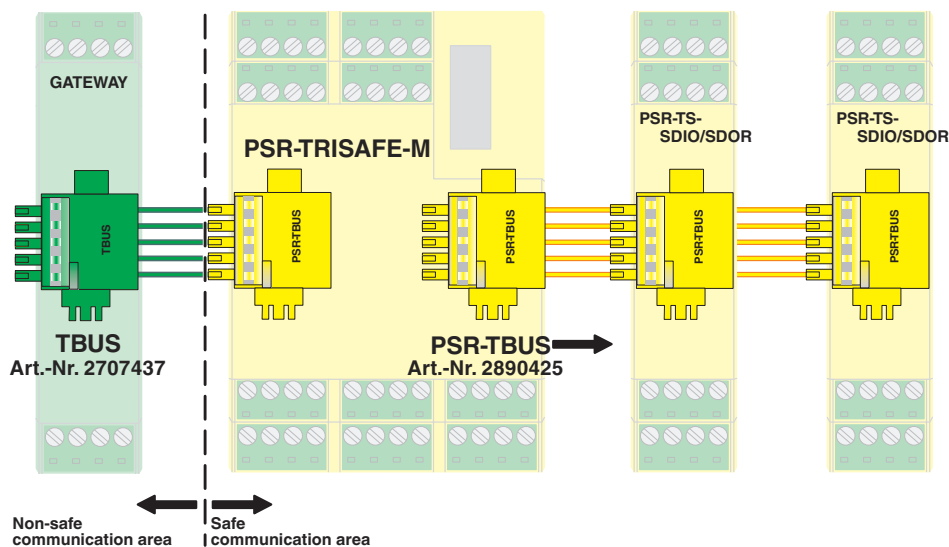 GATEWAY
PSR-TRISAFE-M
PSR-TS-
SDIO/SDOR
PSR-TS-
SDIO/SDOR
TBUS
PSR-TBUS
PSR-TBUS
PSR-TBUS
PSR-TBUS
TBUS
Art.-Nr. 2707437
PSR-TBUS
Art.-Nr. 2890425
Non-safe
communication area
Safe
communication area